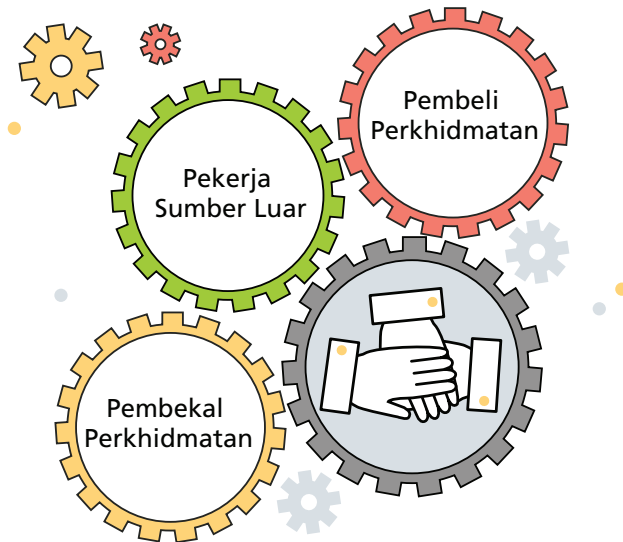 Pembeli
Perkhidmatan
Pekerja
Sumber Luar
Pembekal
Perkhidmatan